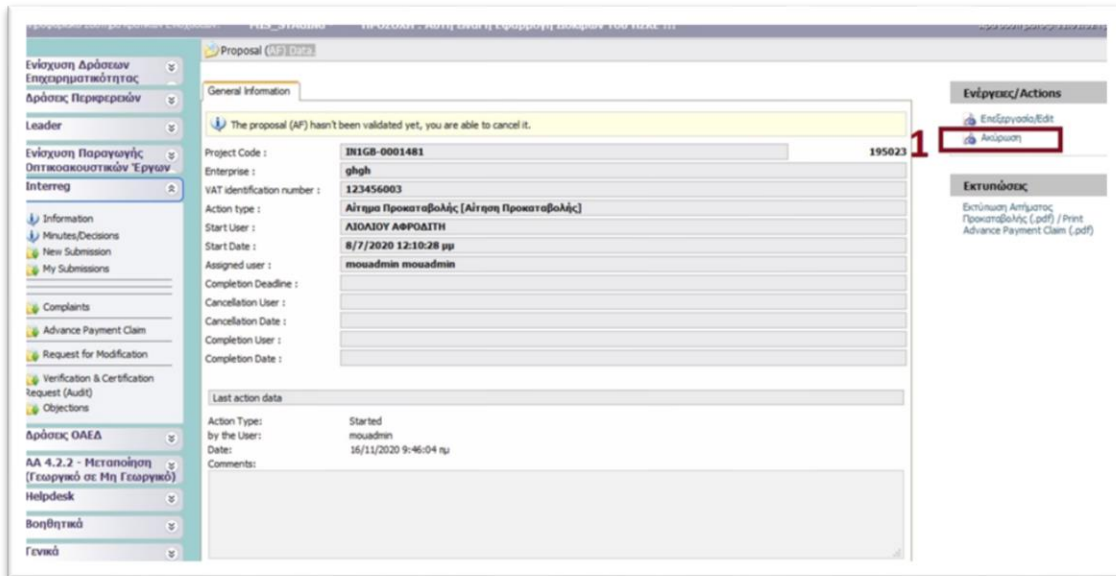 Proposal (AF) Data.
Ενίσχυση Δράσεων
Επιχειρηματικότητας
Δράσεις Περιφερειών
Leader
Ενίσχυση Παραγωγής
Οπτικοακουστικών Έργων
Interreg
Information
Minutes/Decisions
New Submission
My Submissions
Complaints
Advance Payment Claim
Request for Modification
Verification & Certification
Request (Audit)
Objections
Δράσεις ΟΑΕΔ
ΑΑ 4.2.2 - Μεταποίηση
(Γεωργικό σε Μη Γεωργικό)
Helpdesk
Βοηθητικά
Γενικά
General Information
The proposal (AF) hasn't been validated yet, you are able to cancel it.
Project Code : IN1GB-0001481 195023
Enterprise : ghgh
VAT identification number : 123456003
Action type : Αίτημα Προκαταβολής [Αίτηση Προκαταβολής]
Start User : ΛΙΟΛΙΟΥ ΑΦΡΟΔΙΤΗ
Start Date : 8/7/2020 12:10:28 μμ
Assigned user : mouadmin mouadmin
Completion Deadline :
Cancellation User :
Cancellation Date :
Completion User :
Completion Date :
Last action data
Action Type: Started
by the User: mouadmin
Date: 16/11/2020 9:46:04 πμ
Comments:
Ενέργειες/Actions
Επεξεργασία/Edit
1 Ακύρωση
Εκτυπώσεις
Εκτύπωση Αιτήματος
Προκαταβολής (.pdf) / Print
Advance Payment Claim (.pdf)